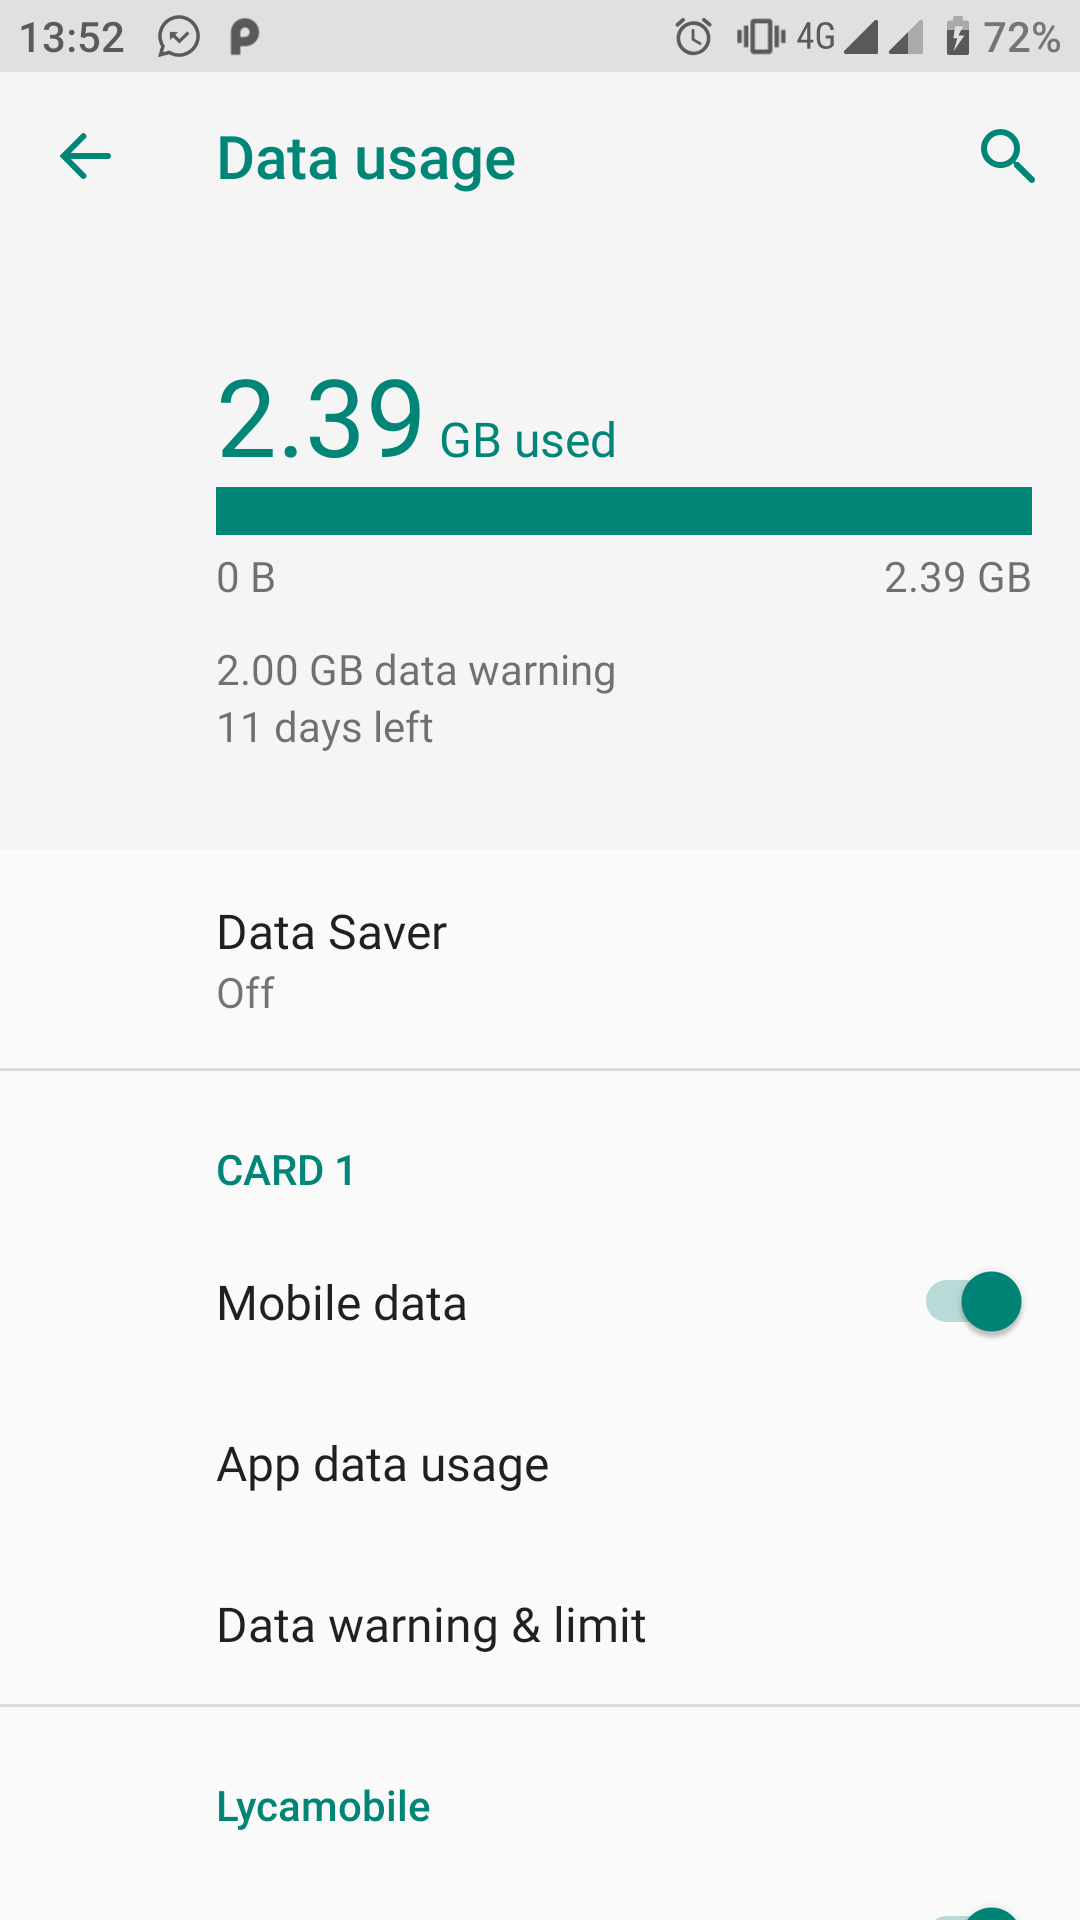 13:52 4G 72%
Data usage
2.39 GB used
0 B 2.39 GB
2.00 GB data warning
11 days left
Data Saver
Off
CARD 1
Mobile data
App data usage
Data warning & limit
Lycamobile